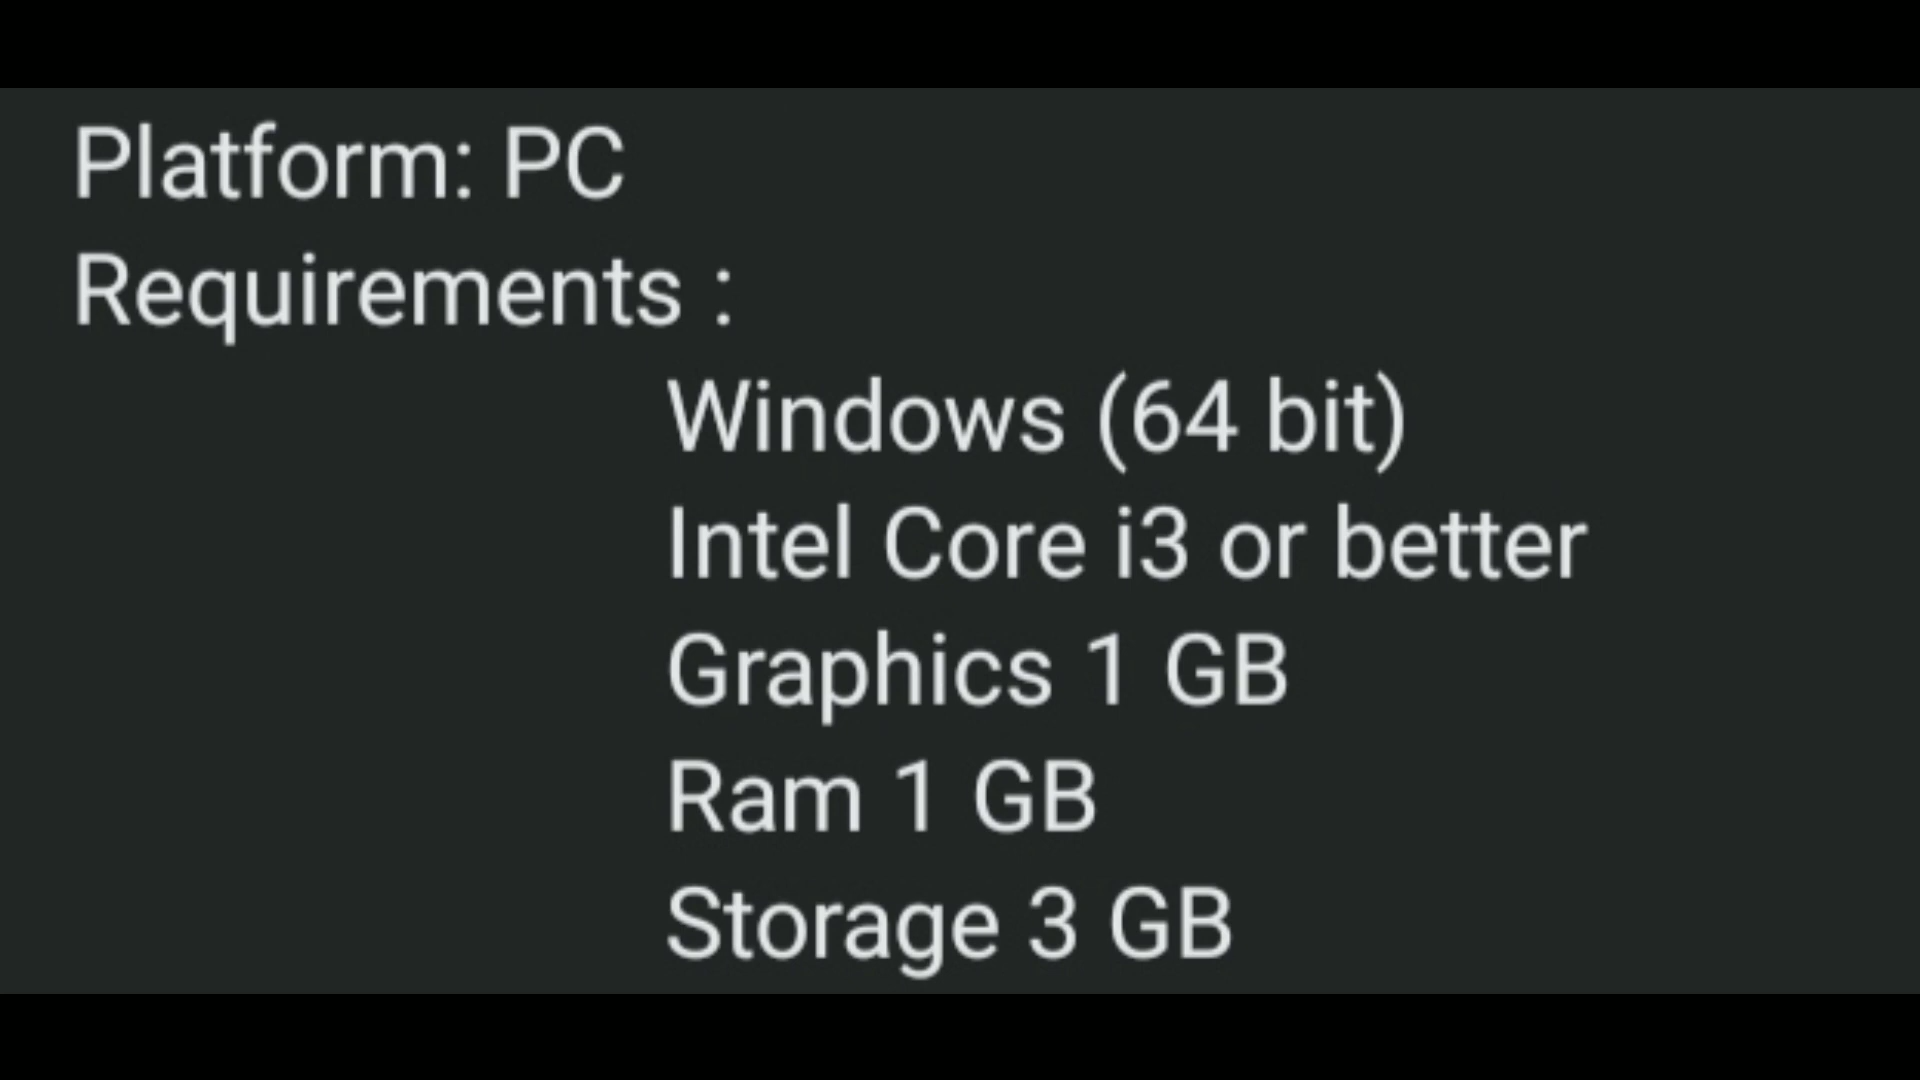 Platform: PC
Requirements :
Windows (64 bit)
Intel Core i3 or better
Graphics 1 GB
Ram 1 GB
Storage 3 GB